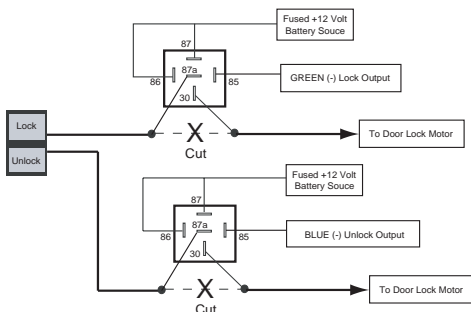 Fused +12 Volt
Battery Souce
87
87a
86
85
30
GREEN (-) Lock Output
Lock
Unlock
X
Cut
To Door Lock Motor
Fused +12 Volt
Battery Souce
87
87a
86
85
30
BLUE (-) Unlock Output
X
Cut
To Door Lock Motor